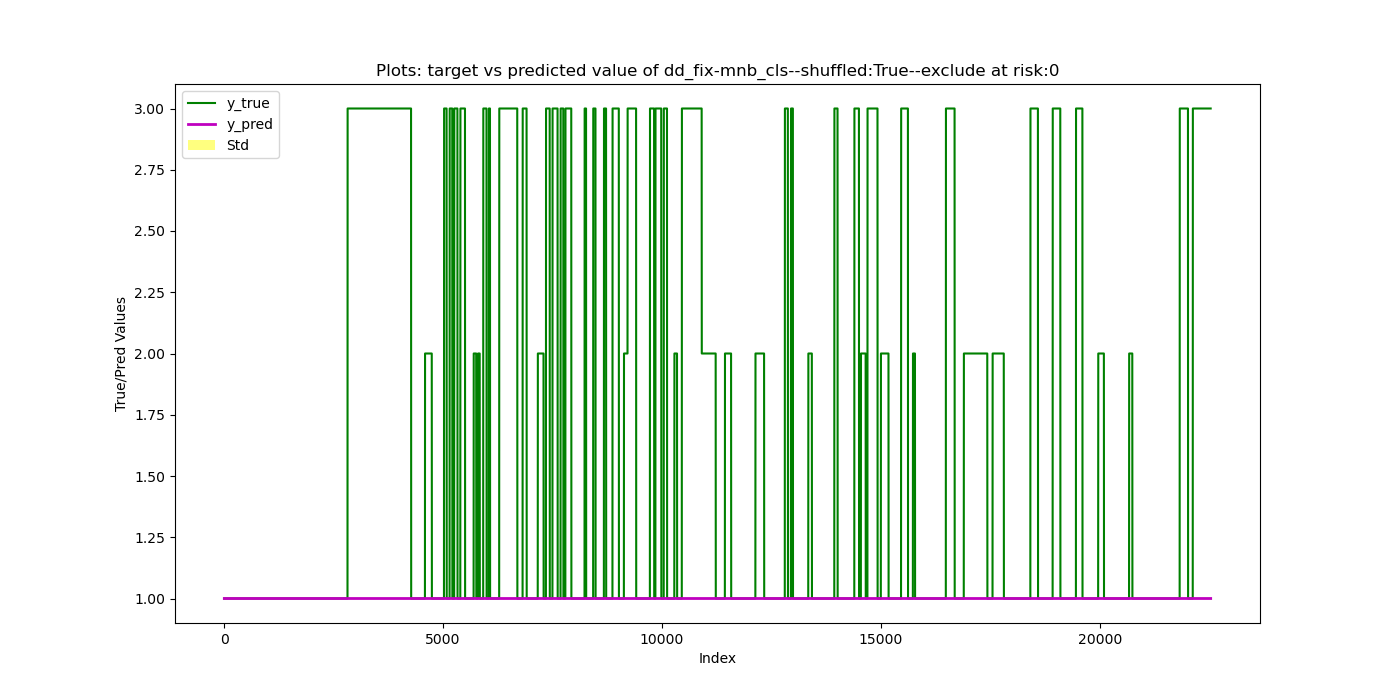 Plots: target vs predicted value of dd_fix-mnb_cls--shuffled:True--exclude at risk:0
y_true
y_pred
Std
3.00
2.75
2.50
2.25
2.00
1.75
1.50
1.25
1.00
True/Pred Values
0
5000
10000
15000
20000
Index